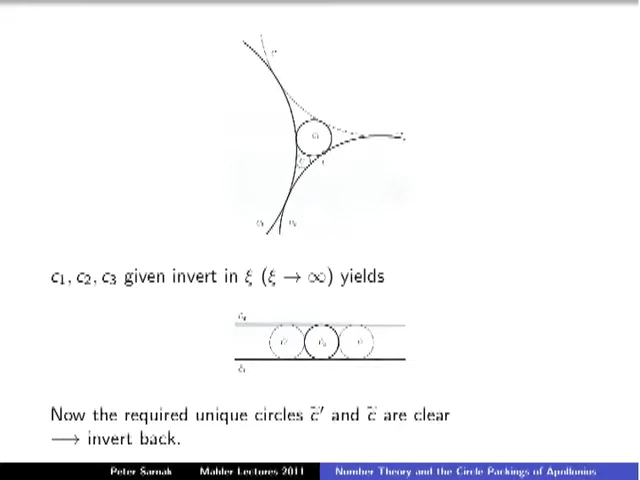 c₁, c₂, c₃ given invert in ξ (ξ → ∞) yields
Now the required unique circles c̃′ and c̃ are clear
⟶ invert back.
Peter Sarnak Mahler Lectures 2011 Number Theory and the Circle Packings of Apollonius